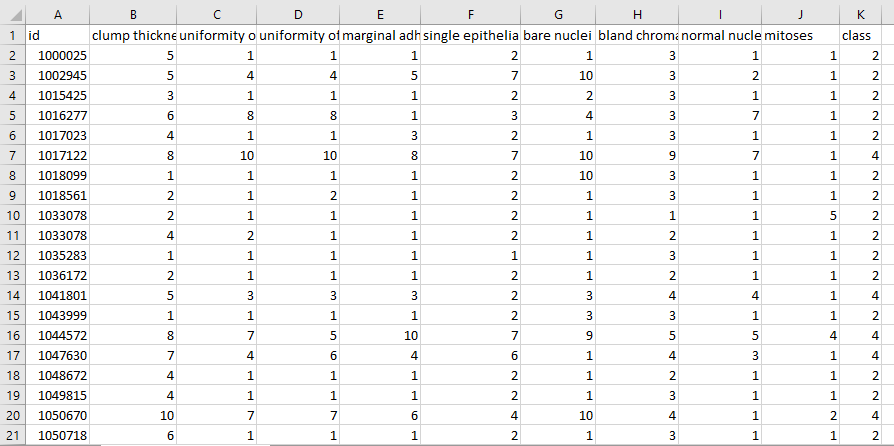 A B C D E F G H I J K
1 id clump thickne uniformity o uniformity of marginal adh single epithelia bare nuclei bland chroma normal nucle mitoses class
2 1000025 5 1 1 1 2 1 3 1 1 2
3 1002945 5 4 4 5 7 10 3 2 1 2
4 1015425 3 1 1 1 2 2 3 1 1 2
5 1016277 6 8 8 1 3 4 3 7 1 2
6 1017023 4 1 1 3 2 1 3 1 1 2
7 1017122 8 10 10 8 7 10 9 7 1 4
8 1018099 1 1 1 1 2 10 3 1 1 2
9 1018561 2 1 2 1 2 1 3 1 1 2
10 1033078 2 1 1 1 2 1 1 1 5 2
11 1033078 4 2 1 1 2 1 2 1 1 2
12 1035283 1 1 1 1 1 1 3 1 1 2
13 1036172 2 1 1 1 2 1 2 1 1 2
14 1041801 5 3 3 3 2 3 4 4 1 4
15 1043999 1 1 1 1 2 3 3 1 1 2
16 1044572 8 7 5 10 7 9 5 5 4 4
17 1047630 7 4 6 4 6 1 4 3 1 4
18 1048672 4 1 1 1 2 1 2 1 1 2
19 1049815 4 1 1 1 2 1 3 1 1 2
20 1050670 10 7 7 6 4 10 4 1 2 4
21 1050718 6 1 1 1 2 1 3 1 1 2